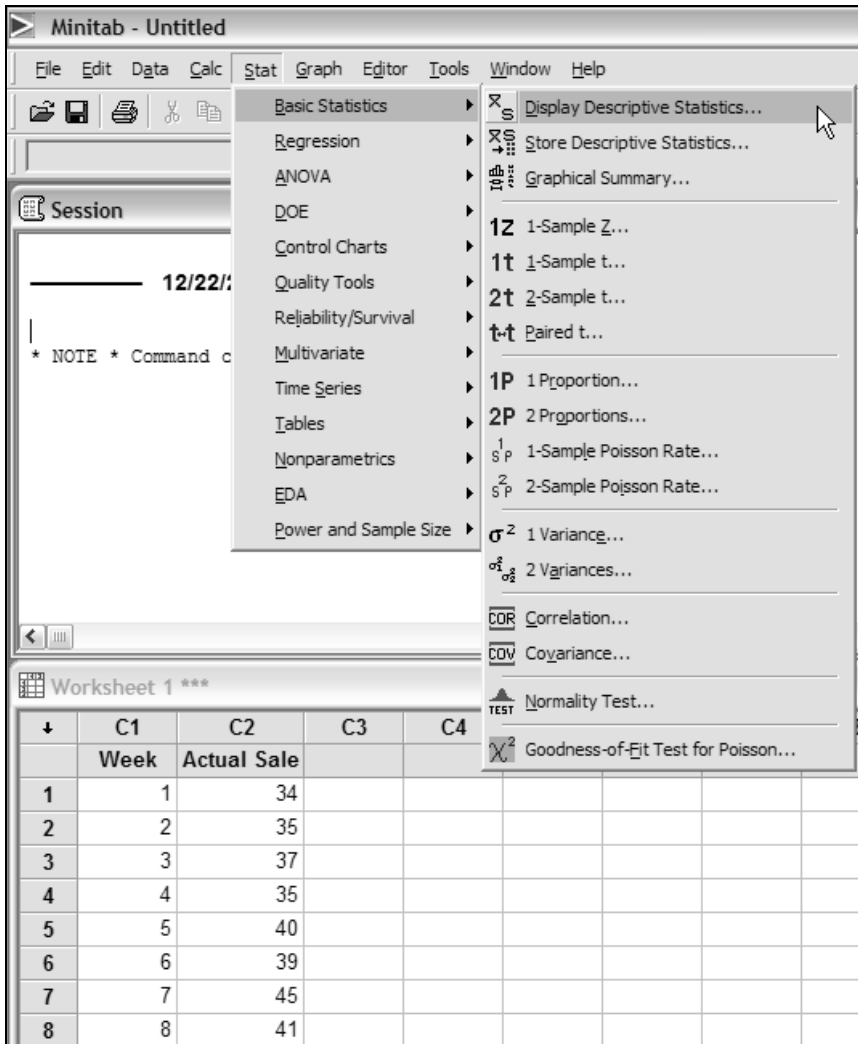 Minitab - Untitled
File Edit Data Calc Stat Graph Editor Tools Window Help
Basic Statistics
Regression
ANOVA
DOE
Control Charts
Quality Tools
Reliability/Survival
Multivariate
Time Series
Tables
Nonparametrics
EDA
Power and Sample Size
Display Descriptive Statistics...
Store Descriptive Statistics...
Graphical Summary...
1Z 1-Sample Z...
1t 1-Sample t...
2t 2-Sample t...
t-t Paired t...
1P 1 Proportion...
2P 2 Proportions...
1 S P 1-Sample Poisson Rate...
2 S P 2-Sample Poisson Rate...
σ² 1 Variance...
2 Variances...
COR Correlation...
COV Covariance...
TEST Normality Test...
χ² Goodness-of-Fit Test for Poisson...
Session
12/22/
* NOTE * Command c
Worksheet 1 ***
C1 C2 C3 C4
Week Actual Sale
1 1 34
2 2 35
3 3 37
4 4 35
5 5 40
6 6 39
7 7 45
8 8 41